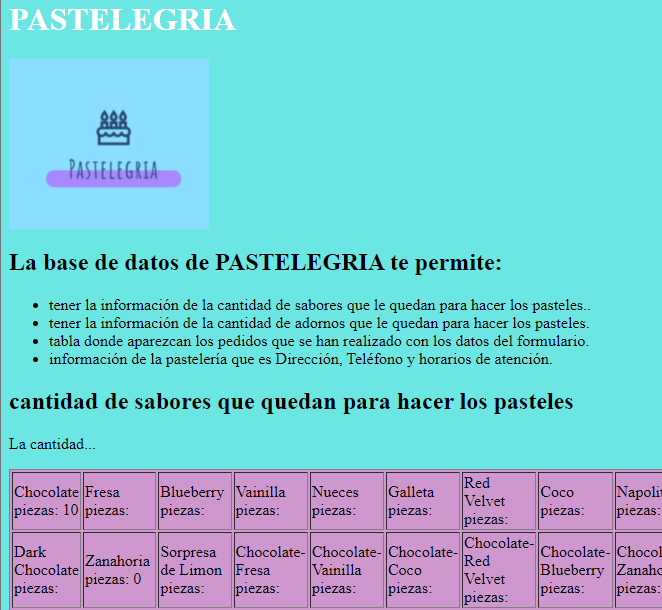 PASTELEGRIA
PASTELEGRIA
La base de datos de PASTELEGRIA te permite:
tener la información de la cantidad de sabores que le quedan para hacer los pasteles..
tener la información de la cantidad de adornos que le quedan para hacer los pasteles.
tabla donde aparezcan los pedidos que se han realizado con los datos del formulario.
información de la pastelería que es Dirección, Teléfono y horarios de atención.
cantidad de sabores que quedan para hacer los pasteles
La cantidad...
Chocolate
piezas: 10
Fresa
piezas:
Blueberry
piezas:
Vainilla
piezas:
Nueces
piezas:
Galleta
piezas:
Red
Velvet
piezas:
Coco
piezas:
piezas:
Dark
Chocolate
piezas:
Zanahoria
piezas: 0
Sorpresa
de Limon
piezas:
Chocolate-
Fresa
piezas:
Chocolate-
Vainilla
piezas:
Chocolate-
Coco
piezas:
Chocolate-
Red
Velvet
piezas:
Chocolate-
Blueberry
piezas:
piezas: